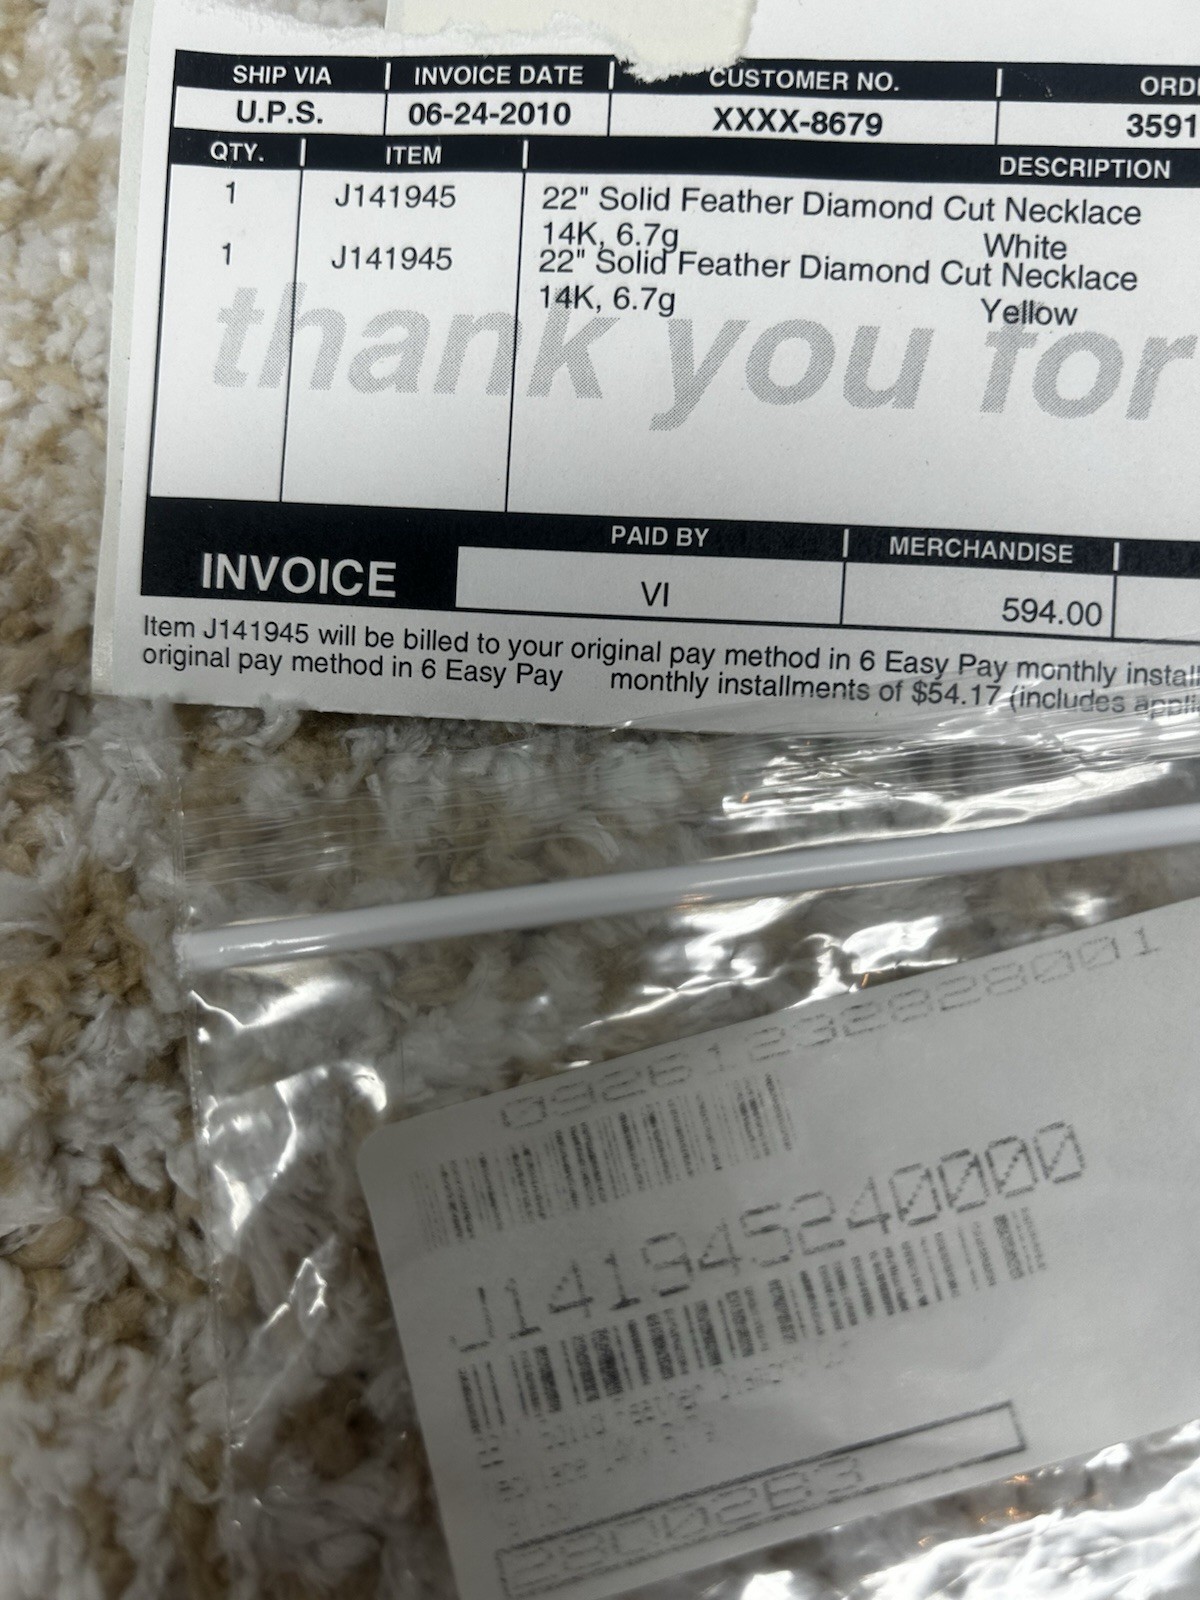 SHIP VIA | INVOICE DATE | CUSTOMER NO. | ORD
U.P.S. 06-24-2010 XXXX-8679 3591
QTY. | ITEM | DESCRIPTION
1 J141945 22" Solid Feather Diamond Cut Necklace
14K, 6.7g White
1 J141945 22" Solid Feather Diamond Cut Necklace
14K, 6.7g Yellow
thank you for
PAID BY | MERCHANDISE |
INVOICE VI 594.00
Item J141945 will be billed to your original pay method in 6 Easy Pay monthly install
original pay method in 6 Easy Pay monthly installments of $54.17 (includes appli
09261232828001
J14194524000